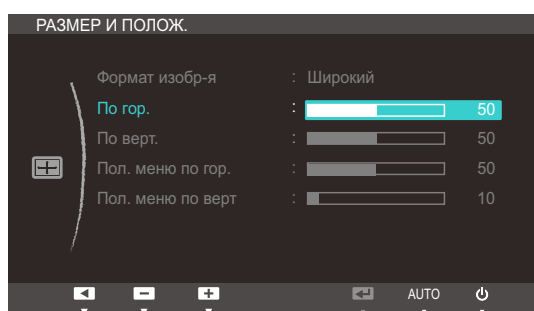 РАЗМЕР И ПОЛОЖ.
Формат изобр-я : Широкий
По гор. : 50
По верт. : 50
Пол. меню по гор. : 50
Пол. меню по верт : 10
AUTO